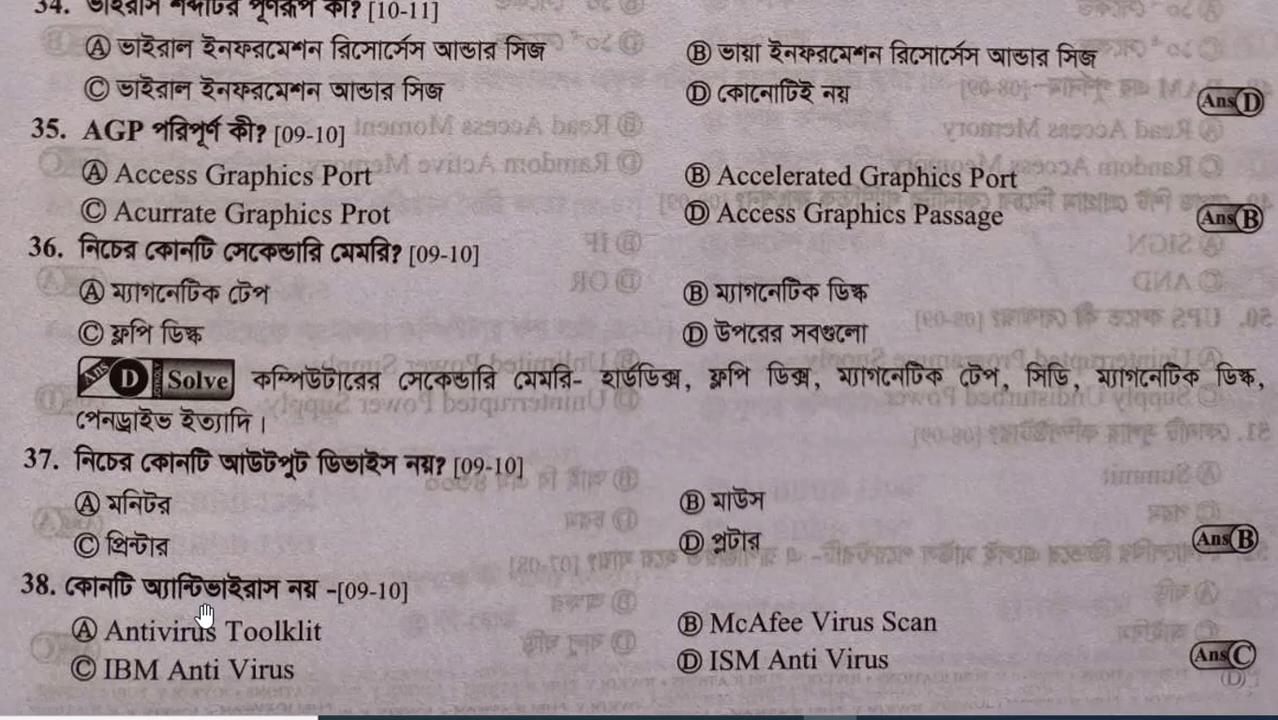 34. ভাইরাস শব্দটির পূর্ণরূপ কী? [10-11]
Ⓐ ভাইরাল ইনফরমেশন রিসোর্সেস আন্ডার সিজ Ⓑ ভায়া ইনফরমেশন রিসোর্সেস আন্ডার সিজ
Ⓒ ভাইরাল ইনফরমেশন আন্ডার সিজ Ⓓ কোনোটিই নয় Ans Ⓓ
35. AGP পরিপূর্ণ কী? [09-10]
Ⓐ Access Graphics Port Ⓑ Accelerated Graphics Port
Ⓒ Acurrate Graphics Prot Ⓓ Access Graphics Passage Ans Ⓑ
36. নিচের কোনটি সেকেন্ডারি মেমরি? [09-10]
Ⓐ ম্যাগনেটিক টেপ Ⓑ ম্যাগনেটিক ডিস্ক
Ⓒ ফ্লপি ডিস্ক Ⓓ উপরের সবগুলো
Ans D Solve কম্পিউটারের সেকেন্ডারি মেমরি- হার্ডডিক্স, ফ্লপি ডিক্স, ম্যাগনেটিক টেপ, সিডি, ম্যাগনেটিক ডিস্ক,
পেনড্রাইভ ইত্যাদি।
37. নিচের কোনটি আউটপুট ডিভাইস নয়? [09-10]
Ⓐ মনিটর Ⓑ মাউস
Ⓒ প্রিন্টার Ⓓ প্লটার Ans Ⓑ
38. কোনটি অ্যান্টিভাইরাস নয় -[09-10]
Ⓐ Antivirus Toolklit Ⓑ McAfee Virus Scan
Ⓒ IBM Anti Virus Ⓓ ISM Anti Virus Ans Ⓒ